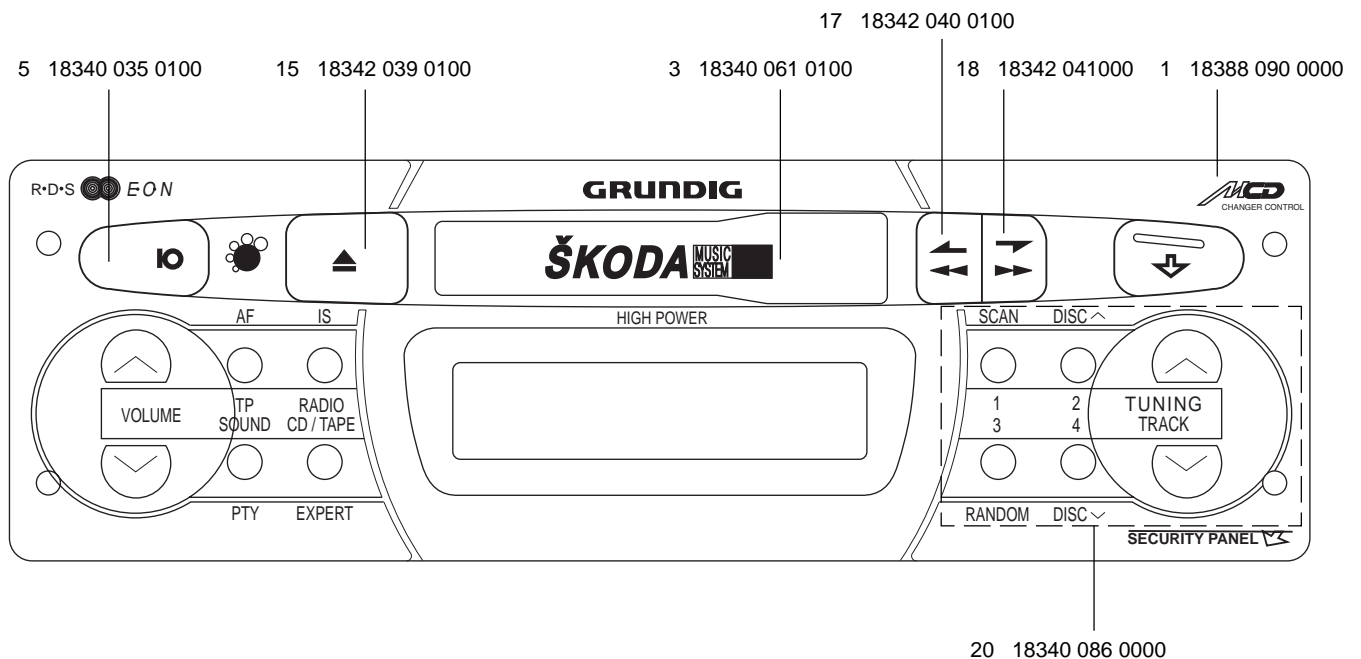 17 18342 040 0100
5 18340 035 0100
15 18342 039 0100
3 18340 061 0100
18 18342 041000
1 18388 090 0000
R•D•S EON
GRUNDIG
MCD
CHANGER CONTROL
ŠKODA MUSIC
SYSTEM
AF IS
HIGH POWER
SCAN DISC
VOLUME
TP
SOUND
RADIO
CD / TAPE
1 2
3 4
TUNING
TRACK
PTY EXPERT
RANDOM DISC
SECURITY PANEL
20 18340 086 0000